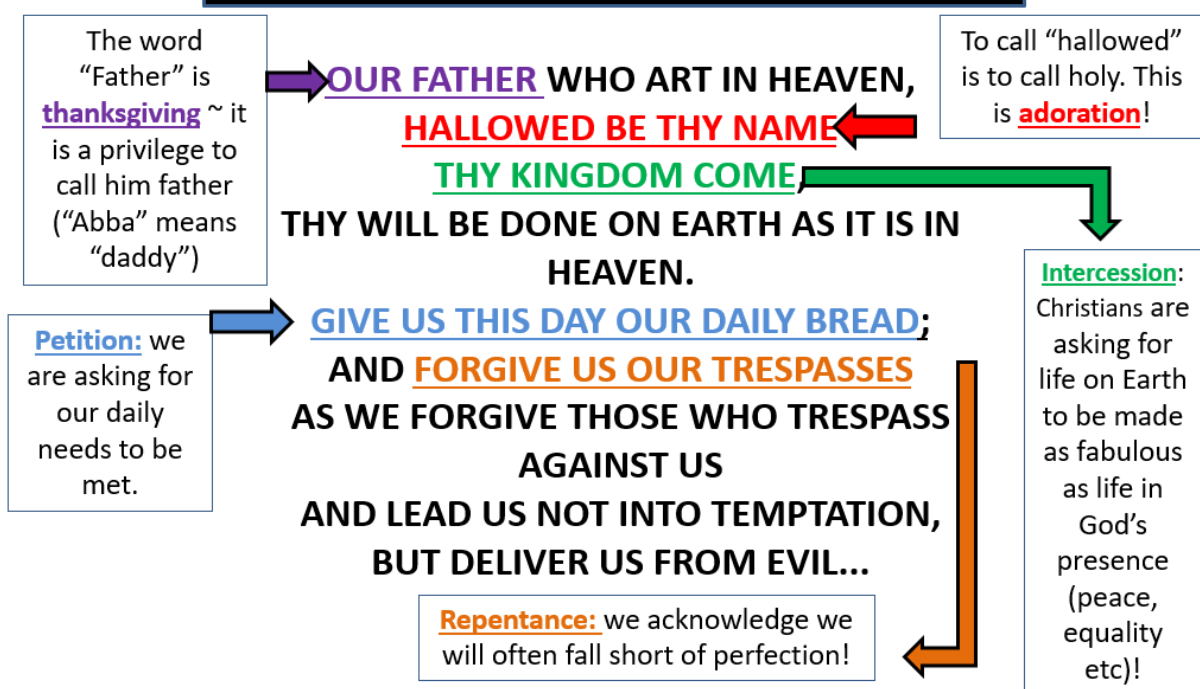 The word
“Father” is
thanksgiving ~ it
is a privilege to
call him father
(“Abba” means
“daddy”)
OUR FATHER WHO ART IN HEAVEN,
HALLOWED BE THY NAME
THY KINGDOM COME,
THY WILL BE DONE ON EARTH AS IT IS IN
HEAVEN.
GIVE US THIS DAY OUR DAILY BREAD;
AND FORGIVE US OUR TRESPASSES
AS WE FORGIVE THOSE WHO TRESPASS
AGAINST US
AND LEAD US NOT INTO TEMPTATION,
BUT DELIVER US FROM EVIL...
To call “hallowed”
is to call holy. This
is adoration!
Intercession:
Christians are
asking for
life on Earth
to be made
as fabulous
as life in
God’s
presence
(peace,
equality
etc)!
Petition: we
are asking for
our daily
needs to be
met.
Repentance: we acknowledge we
will often fall short of perfection!